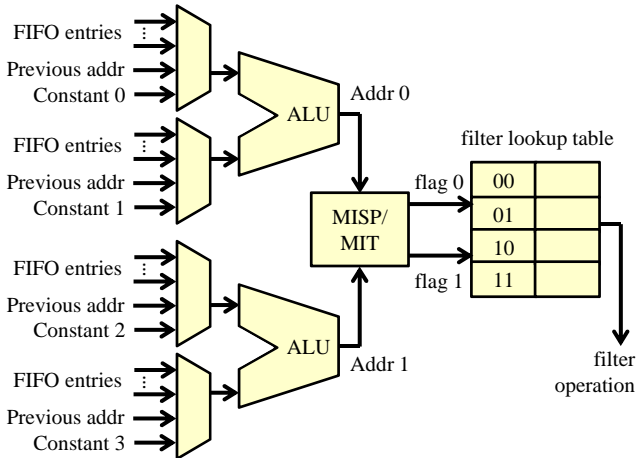 FIFO entries
...
Previous addr
Constant 0
FIFO entries
...
Previous addr
Constant 1
ALU
Addr 0
FIFO entries
...
Previous addr
Constant 2
FIFO entries
...
Previous addr
Constant 3
ALU
Addr 1
MISP/
MIT
flag 0
flag 1
filter lookup table
00
01
10
11
filter
operation